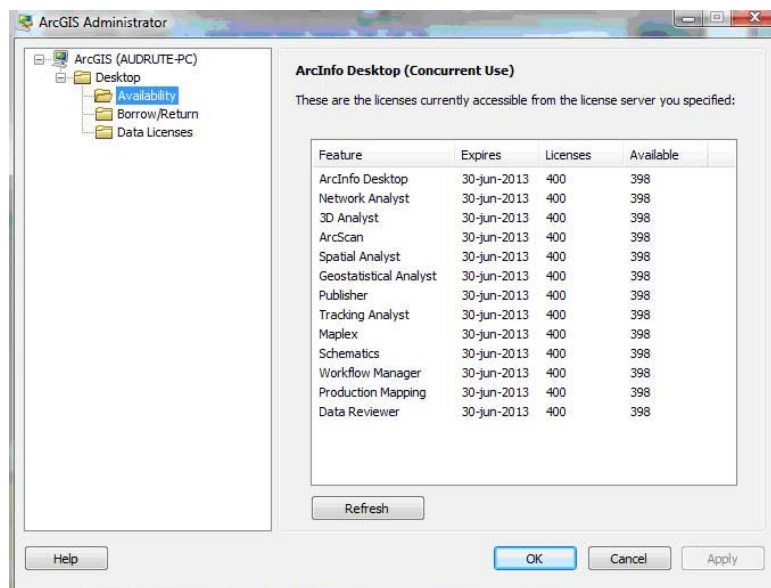 ArcGIS Administrator
ArcGIS (AUDRUTE-PC)
Desktop
Availability
Borrow/Return
Data Licenses
ArcInfo Desktop (Concurrent Use)
These are the licenses currently accessible from the license server you specified:
Feature Expires Licenses Available
ArcInfo Desktop 30-jun-2013 400 398
Network Analyst 30-jun-2013 400 398
3D Analyst 30-jun-2013 400 398
ArcScan 30-jun-2013 400 398
Spatial Analyst 30-jun-2013 400 398
Geostatistical Analyst 30-jun-2013 400 398
Publisher 30-jun-2013 400 398
Tracking Analyst 30-jun-2013 400 398
Maplex 30-jun-2013 400 398
Schematics 30-jun-2013 400 398
Workflow Manager 30-jun-2013 400 398
Production Mapping 30-jun-2013 400 398
Data Reviewer 30-jun-2013 400 398
Refresh
Help OK Cancel Apply